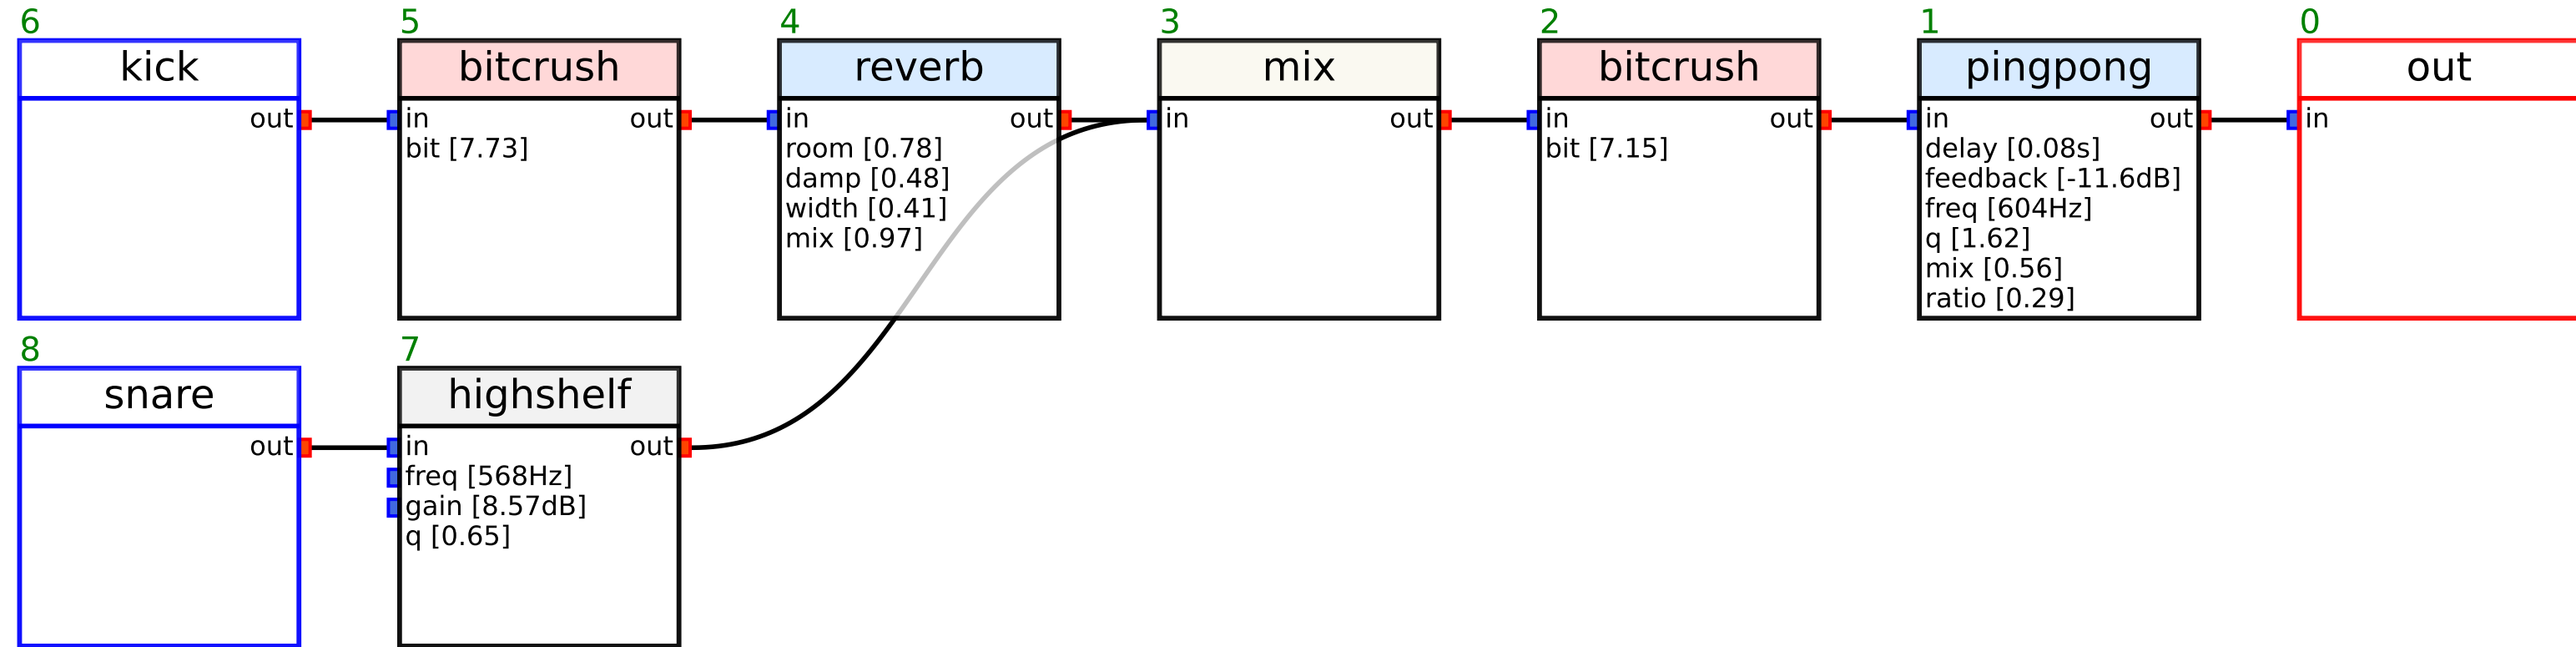 6
kick
out
5
bitcrush
in out
bit [7.73]
4
reverb
in out
room [0.78]
damp [0.48]
width [0.41]
mix [0.97]
3
mix
in out
2
bitcrush
in out
bit [7.15]
1
pingpong
in out
delay [0.08s]
feedback [-11.6dB]
freq [604Hz]
q [1.62]
mix [0.56]
ratio [0.29]
0
out
in
8
snare
out
7
highshelf
in out
freq [568Hz]
gain [8.57dB]
q [0.65]